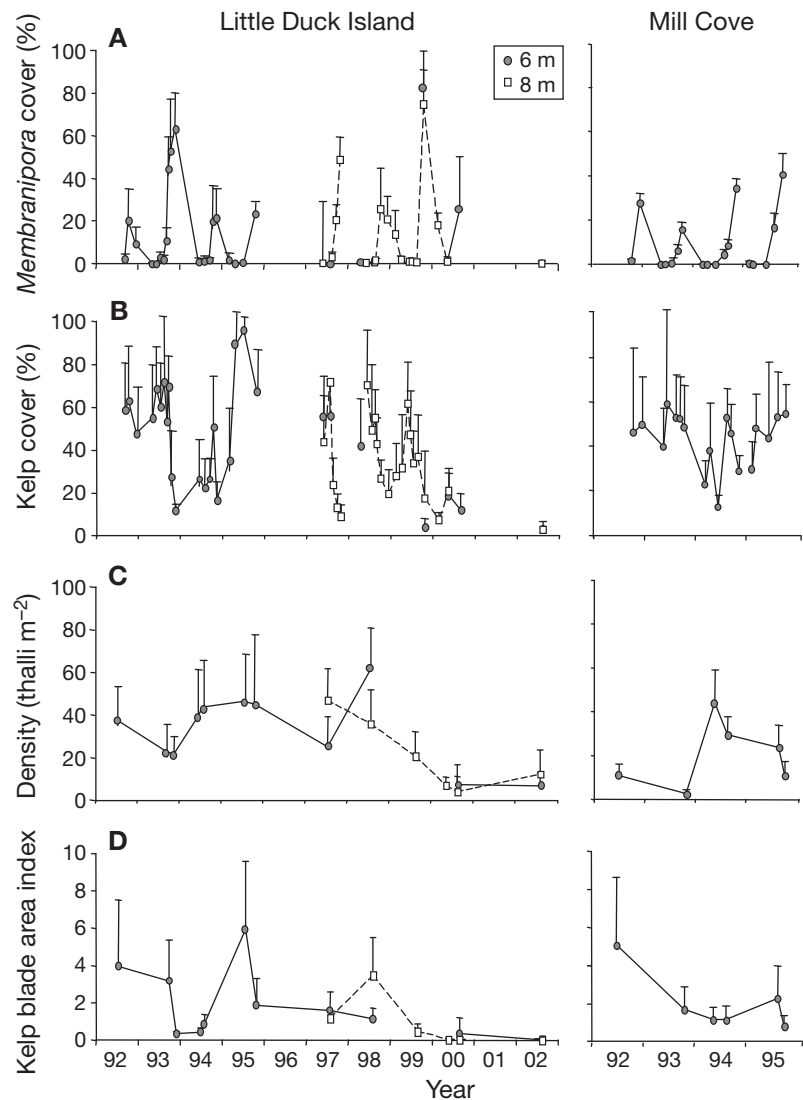 Little Duck Island
Mill Cove
A
6 m
8 m
Membranipora cover (%)
100
80
60
40
20
0
B
Kelp cover (%)
100
80
60
40
20
0
C
Density (thalli m⁻²)
100
80
60
40
20
0
D
Kelp blade area index
10
8
6
4
2
0
92 93 94 95 96 97 98 99 00 01 02
92 93 94 95
Year